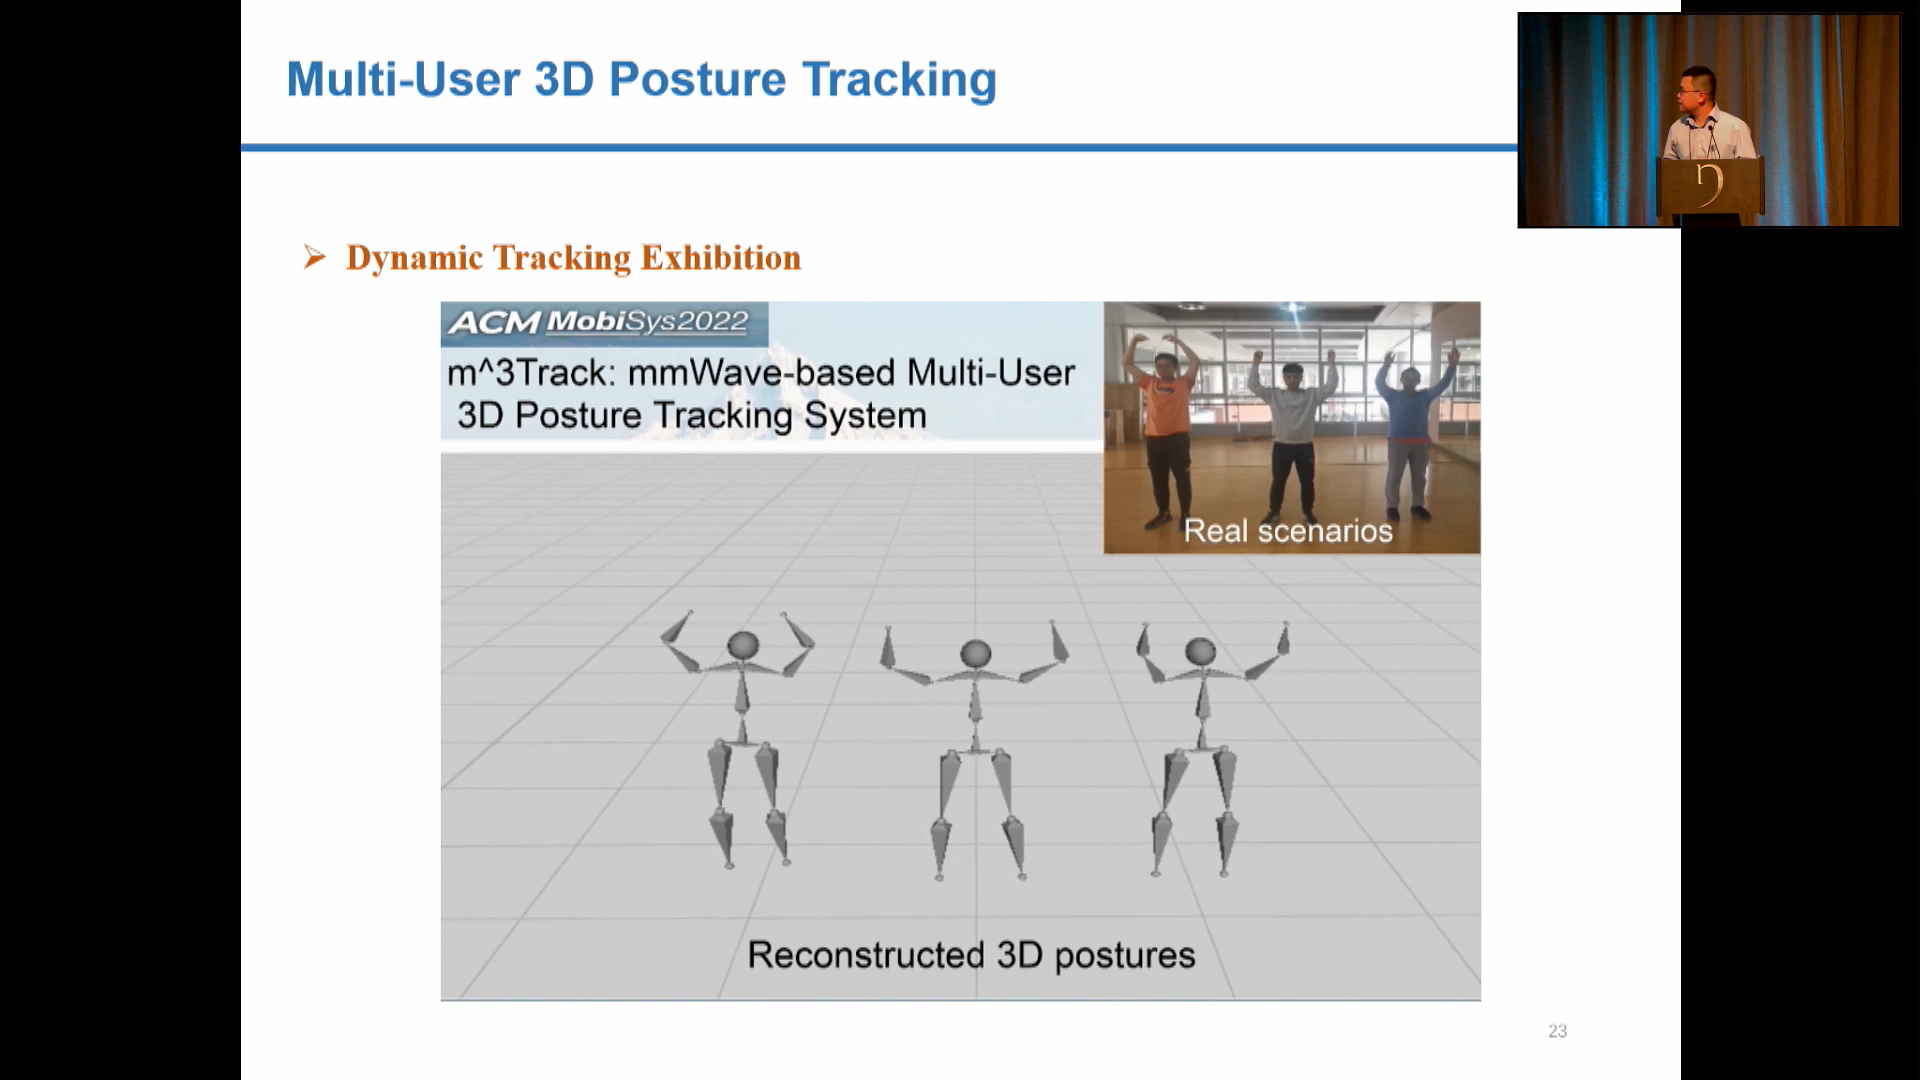 Multi-User 3D Posture Tracking
Dynamic Tracking Exhibition
ACM MobiSys2022
m^3Track: mmWave-based Multi-User
3D Posture Tracking System
Real scenarios
Reconstructed 3D postures
23